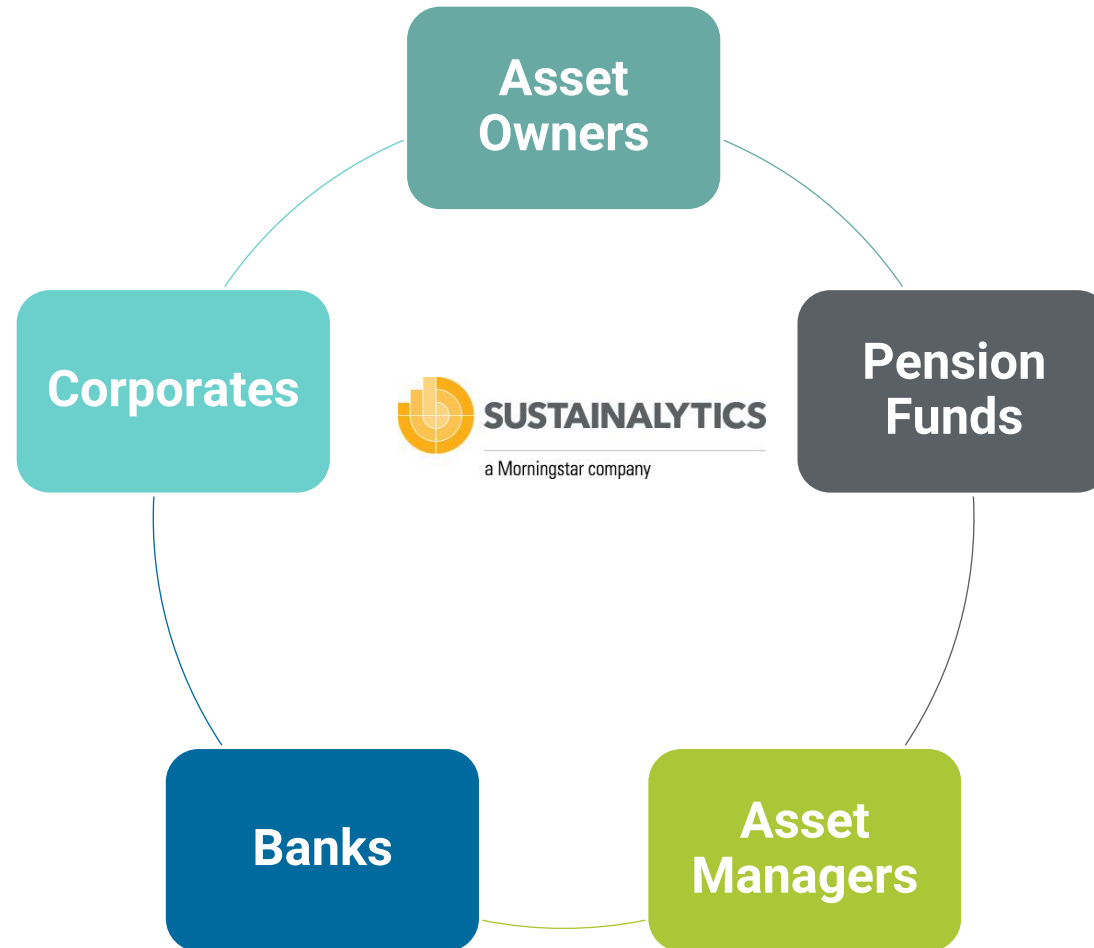 Asset
Owners
Pension
Funds
Corporates
SUSTAINALYTICS
a Morningstar company
Banks
Asset
Managers